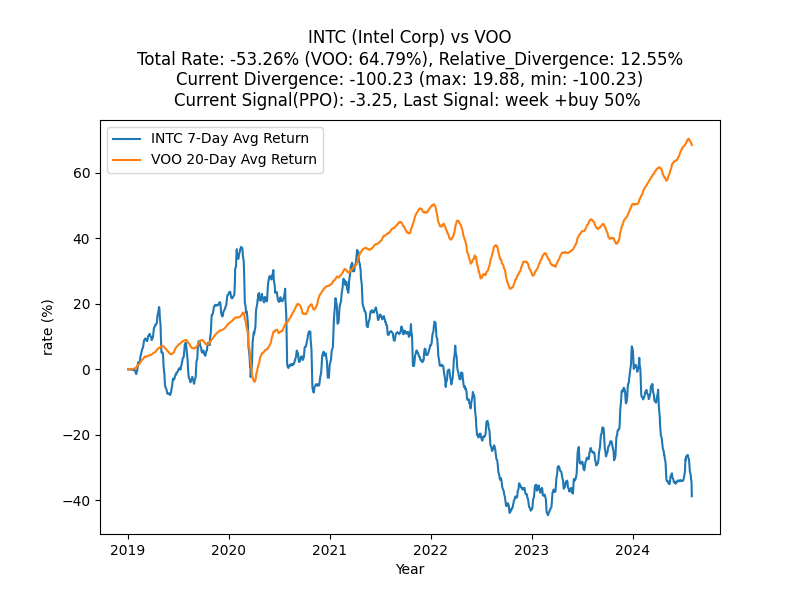 INTC (Intel Corp) vs VOO
Total Rate: -53.26% (VOO: 64.79%), Relative_Divergence: 12.55%
Current Divergence: -100.23 (max: 19.88, min: -100.23)
Current Signal(PPO): -3.25, Last Signal: week +buy 50%
INTC 7-Day Avg Return
VOO 20-Day Avg Return
rate (%)
60
40
20
0
−20
−40
2019
2020
2021
2022
2023
2024
Year